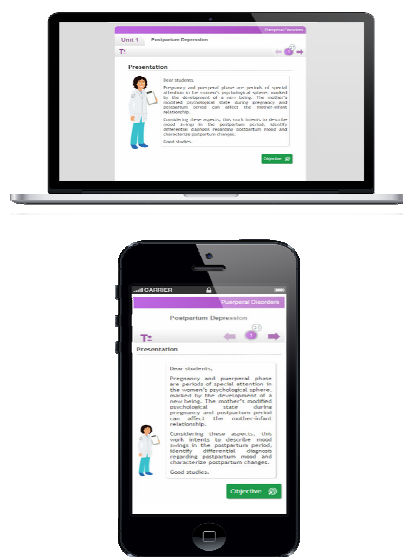 Puerperal Disorders
Unit 1 Postpartum Depression
T
Presentation
Dear students,
Pregnancy and puerperal phase are periods of special
attention in the women's psychological sphere, marked
by the development of a new being. The mother's
modified psychological state during pregnancy and
postpartum period can affect the mother-infant
relationship.
Considering these aspects, this work intents to describe
mood swings in the postpartum period, identify
differential diagnosis regarding postpartum mood and
characterize postpartum changes.
Good studies.
Objective
CARRIER
Puerperal Disorders
Postpartum Depression
T
Presentation
Dear students,
Pregnancy and puerperal phase
are periods of special attention in
the women's psychological sphere,
marked by the development of a
new being. The mother's modified
psychological state during
pregnancy and postpartum period
can affect the mother-infant
relationship.
Considering these aspects, this
work intents to describe mood
swings in the postpartum period,
identify differential diagnosis
regarding postpartum mood and
characterize postpartum changes.
Good studies.
Objective